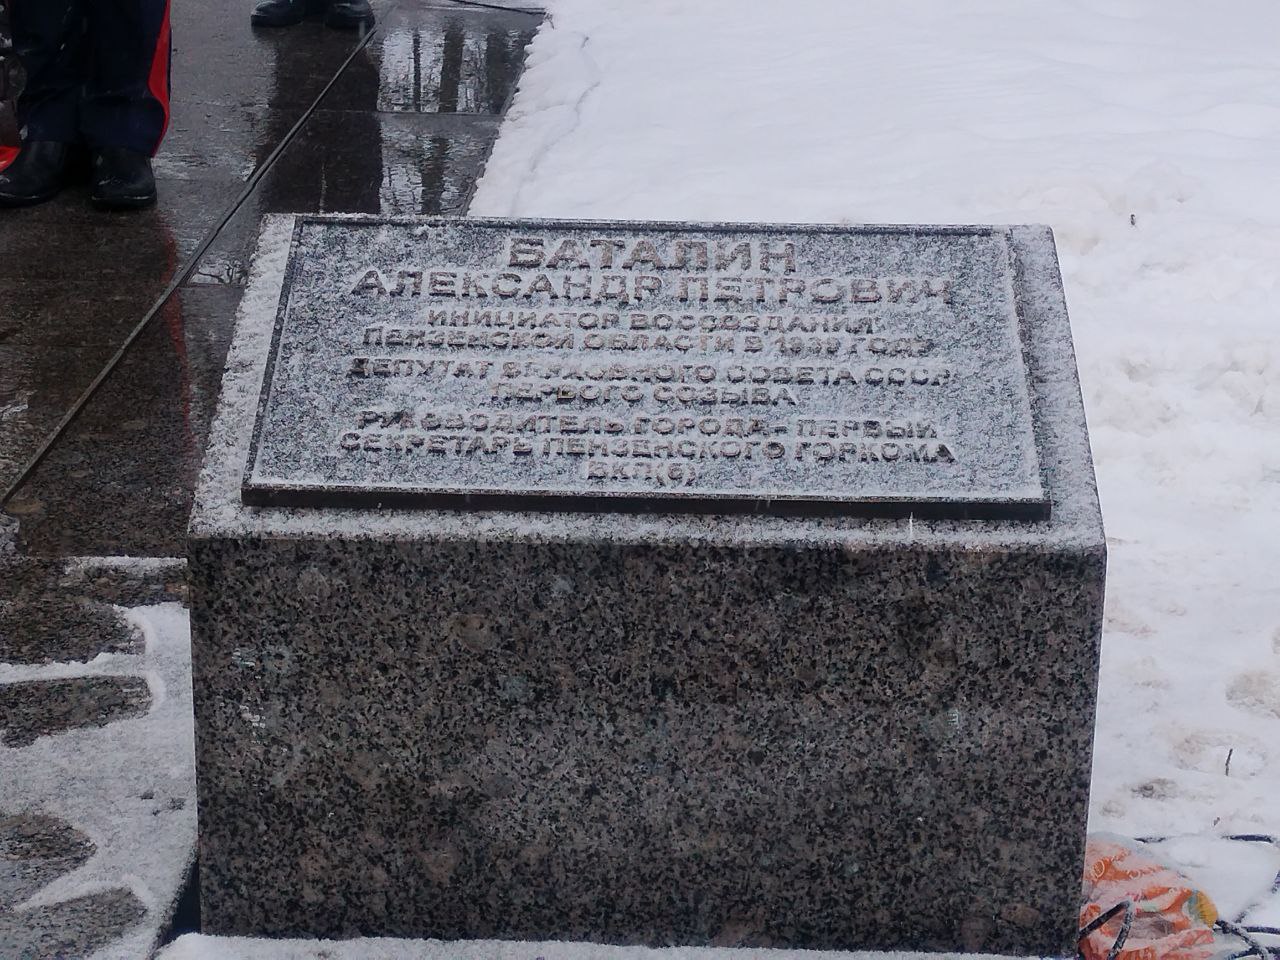 БАТАЛИН
АЛЕКСАНДР ПЕТРОВИЧ
ИНИЦИАТОР ВОССОЗДАНИЯ
ПЕНЗЕНСКОЙ ОБЛАСТИ В 1939 ГОДУ
ДЕПУТАТ ВЕРХОВНОГО СОВЕТА СССР
ПЕРВОГО СОЗЫВА
РУКОВОДИТЕЛЬ ГОРОДА - ПЕРВЫЙ
СЕКРЕТАРЬ ПЕНЗЕНСКОГО ГОРКОМА
ВКП(б)